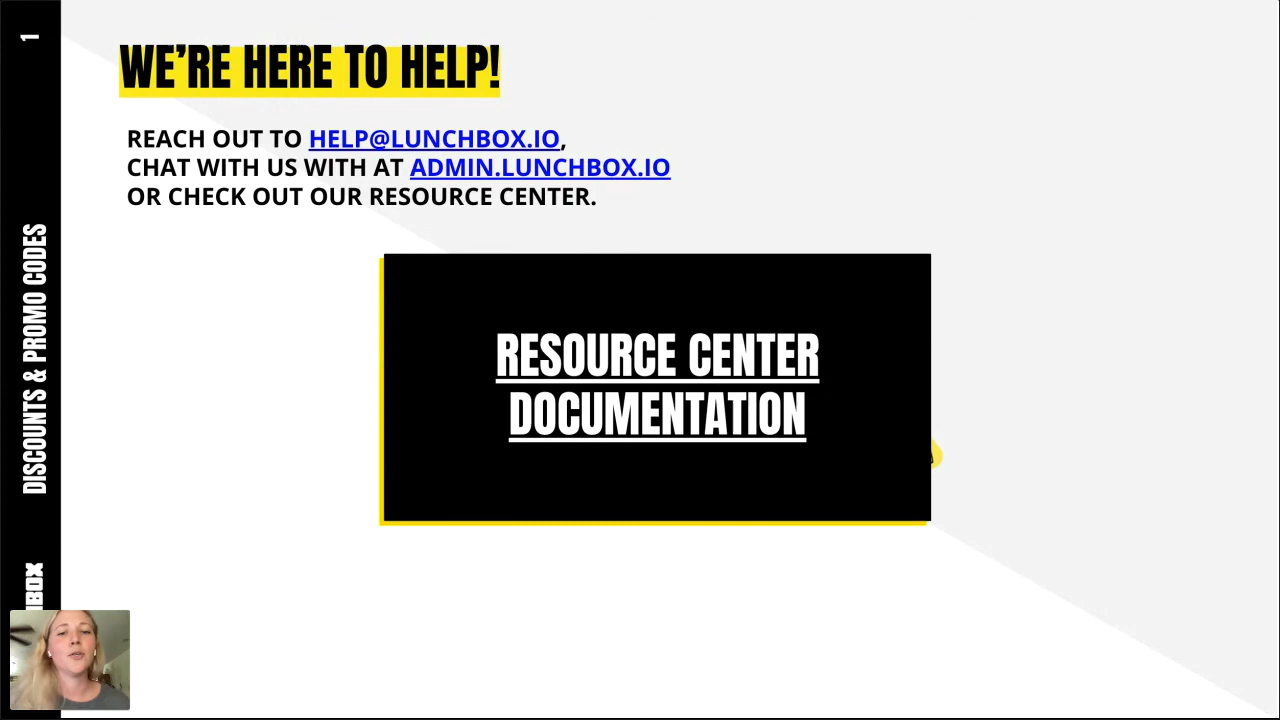 1
WE’RE HERE TO HELP!
REACH OUT TO HELP@LUNCHBOX.IO,
CHAT WITH US WITH AT ADMIN.LUNCHBOX.IO
OR CHECK OUT OUR RESOURCE CENTER.
DISCOUNTS & PROMO CODES
RESOURCE CENTER
DOCUMENTATION